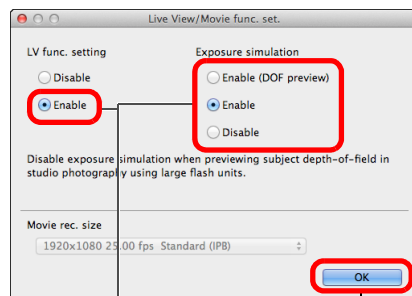 Live View/Movie func. set.
LV func. setting
Exposure simulation
Disable
Enable (DOF preview)
Enable
Enable
Disable
Disable exposure simulation when previewing subject depth-of-field in
studio photography using large flash units.
Movie rec. size
1920x1080 25.00 fps Standard (IPB)
OK